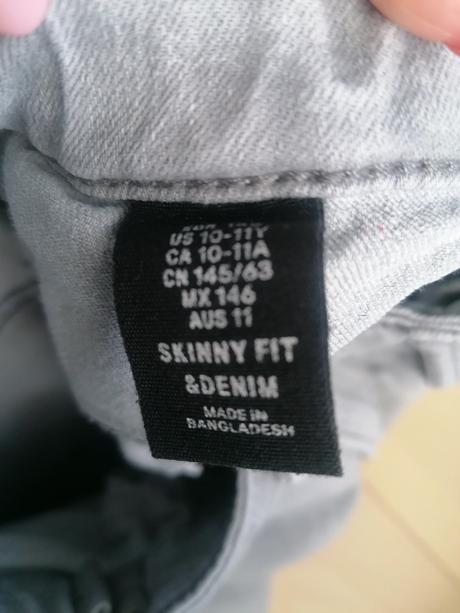 US 10-11Y
CA 10-11A
CN 145/63
MX 146
AUS 11
SKINNY FIT
&DENIM
MADE IN
BANGLADESH